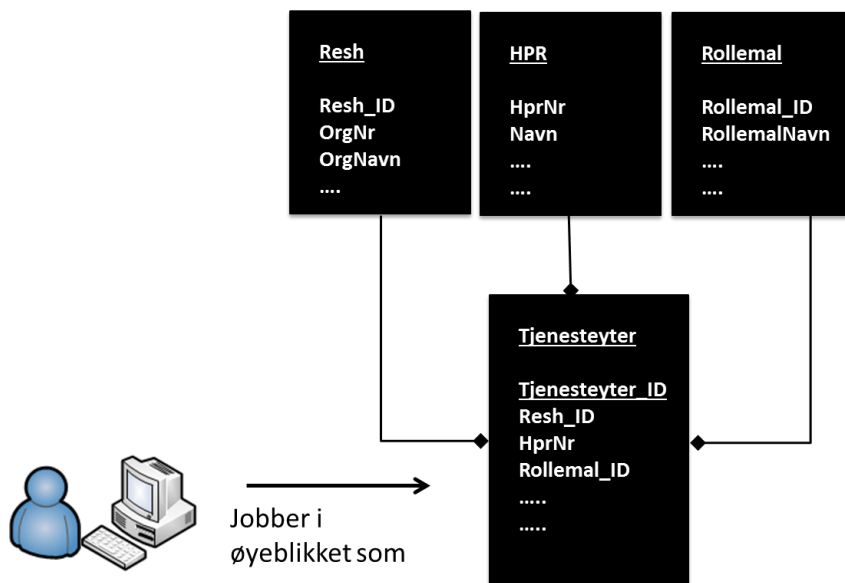 Resh
Resh_ID
OrgNr
OrgNavn
....
HPR
HprNr
Navn
....
....
Rollemal
Rollemal_ID
RollemalNavn
....
....
Tjenesteyter
Tjenesteyter_ID
Resh_ID
HprNr
Rollemal_ID
.....
.....
Jobber i
øyeblikket som